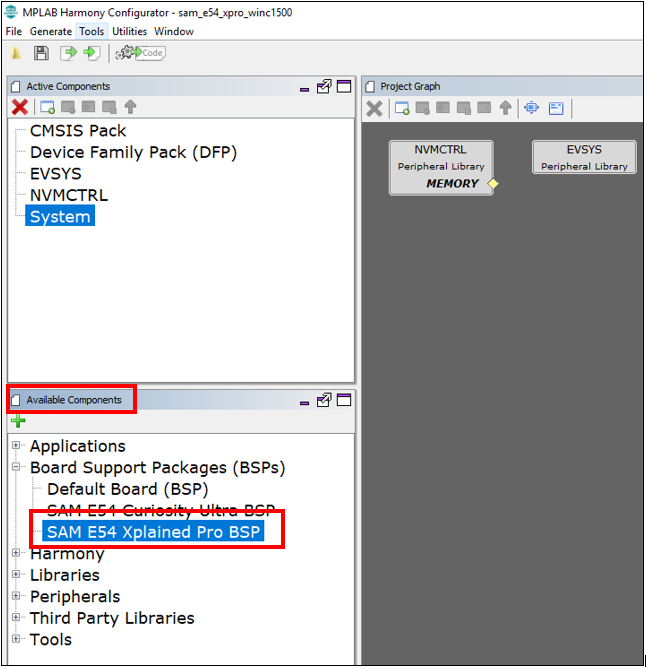 MPLAB Harmony Configurator - sam_e54_xpro_winc1500
File Generate Tools Utilities Window
Code
Active Components
CMSIS Pack
Device Family Pack (DFP)
EVSYS
NVMCTRL
System
Project Graph
NVMCTRL
Peripheral Library
MEMORY
EVSYS
Peripheral Library
Available Components
Applications
Board Support Packages (BSPs)
Default Board (BSP)
SAM E54 Curiosity Ultra BSP
SAM E54 Xplained Pro BSP
Harmony
Libraries
Peripherals
Third Party Libraries
Tools